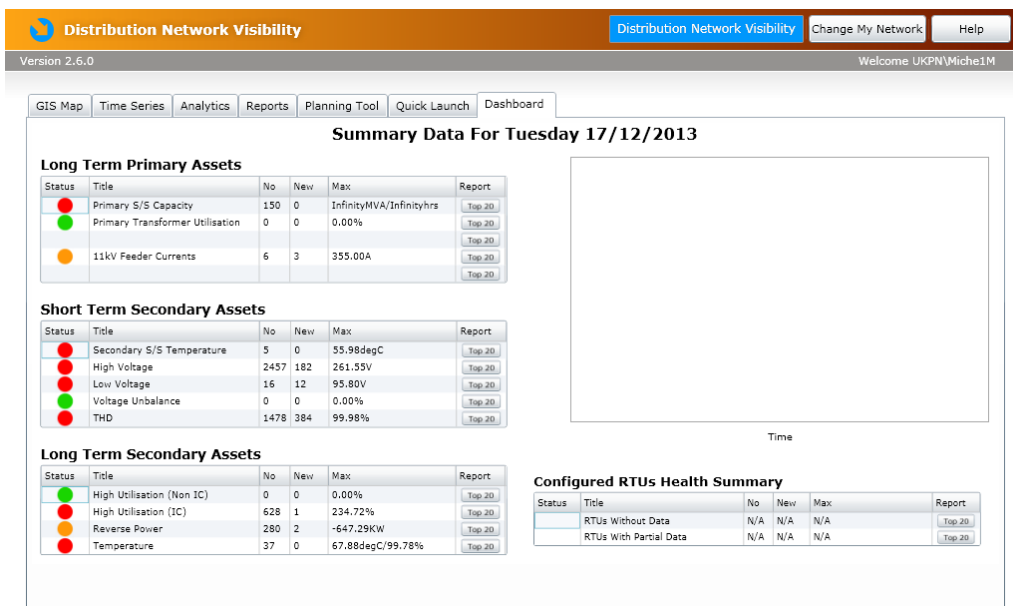 Distribution Network Visibility
Distribution Network Visibility Change My Network Help
Version 2.6.0 Welcome UKPN\Miche1M
GIS Map Time Series Analytics Reports Planning Tool Quick Launch Dashboard
Summary Data For Tuesday 17/12/2013
Long Term Primary Assets
Status Title No New Max Report
Primary S/S Capacity 150 0 InfinityMVA/Infinityhrs Top 20
Primary Transformer Utilisation 0 0 0.00% Top 20
Top 20
11kV Feeder Currents 6 3 355.00A Top 20
Top 20
Short Term Secondary Assets
Status Title No New Max Report
Secondary S/S Temperature 5 0 55.98degC Top 20
High Voltage 2457 182 261.55V Top 20
Low Voltage 16 12 95.80V Top 20
Voltage Unbalance 0 0 0.00% Top 20
THD 1478 384 99.98% Top 20
Long Term Secondary Assets
Status Title No New Max Report
High Utilisation (Non IC) 0 0 0.00% Top 20
High Utilisation (IC) 628 1 234.72% Top 20
Reverse Power 280 2 -647.29KW Top 20
Temperature 37 0 67.88degC/99.78% Top 20
Time
Configured RTUs Health Summary
Status Title No New Max Report
RTUs Without Data N/A N/A N/A Top 20
RTUs With Partial Data N/A N/A N/A Top 20